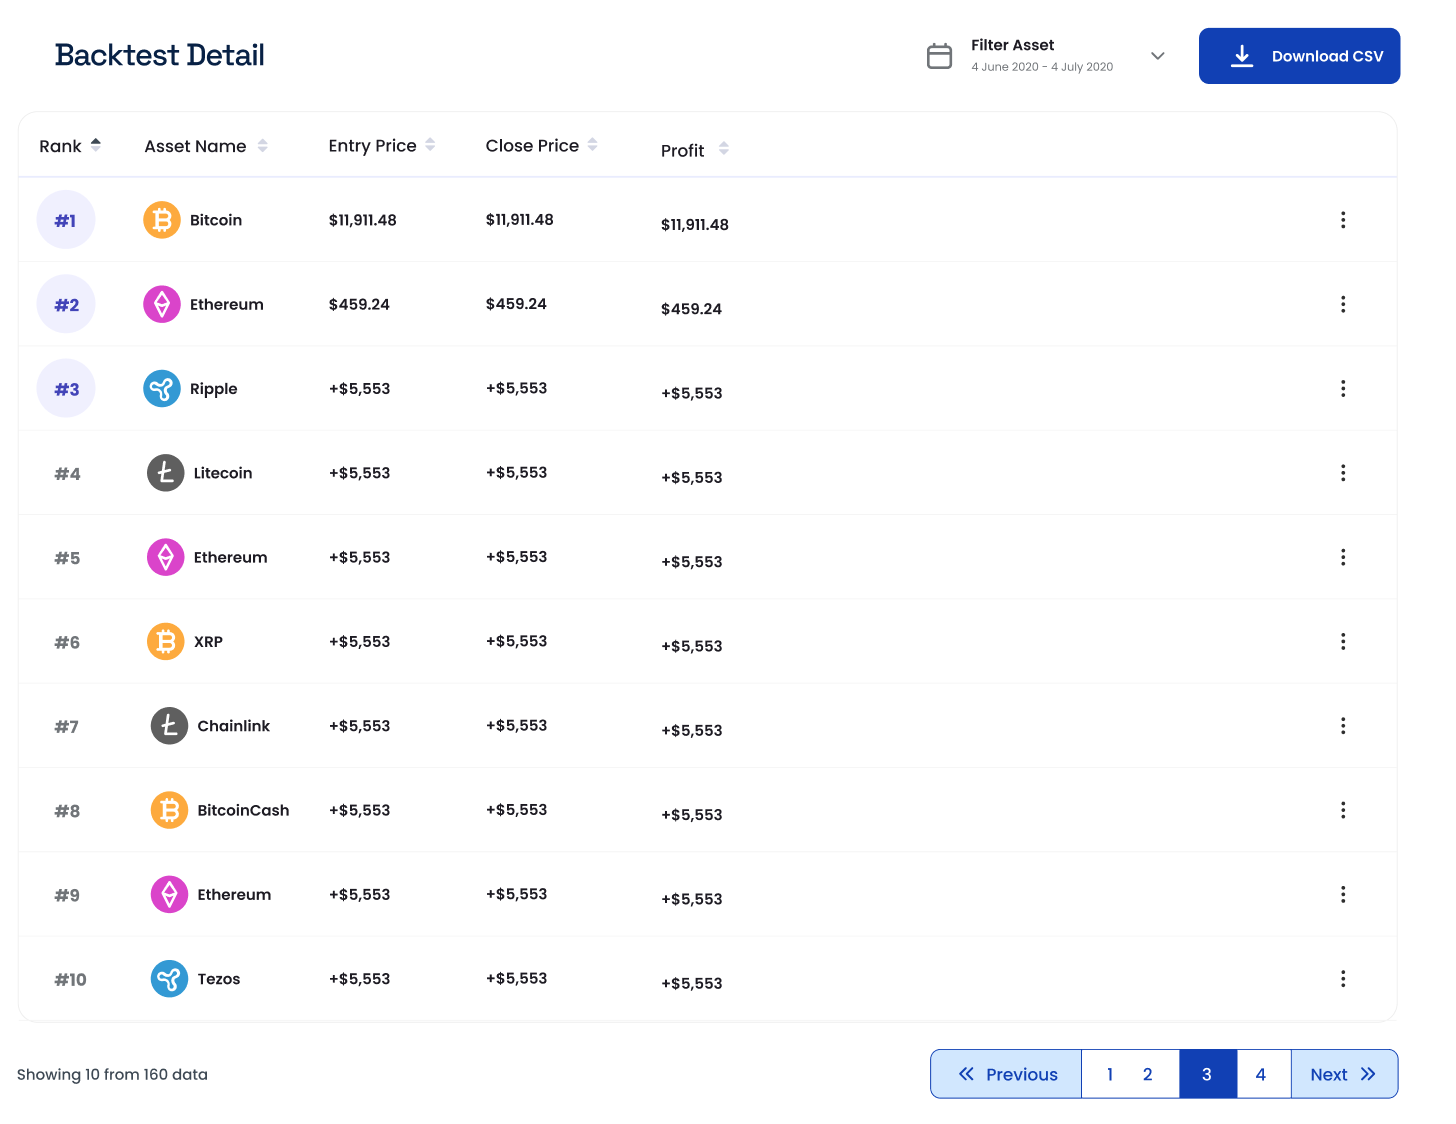 Backtest Detail
Filter Asset
4 June 2020 - 4 July 2020
Download CSV
Rank Asset Name Entry Price Close Price Profit
#1 Bitcoin $11,911.48 $11,911.48 $11,911.48
#2 Ethereum $459.24 $459.24 $459.24
#3 Ripple +$5,553 +$5,553 +$5,553
#4 Litecoin +$5,553 +$5,553 +$5,553
#5 Ethereum +$5,553 +$5,553 +$5,553
#6 XRP +$5,553 +$5,553 +$5,553
#7 Chainlink +$5,553 +$5,553 +$5,553
#8 BitcoinCash +$5,553 +$5,553 +$5,553
#9 Ethereum +$5,553 +$5,553 +$5,553
#10 Tezos +$5,553 +$5,553 +$5,553
Showing 10 from 160 data
Previous 1 2 3 4 Next